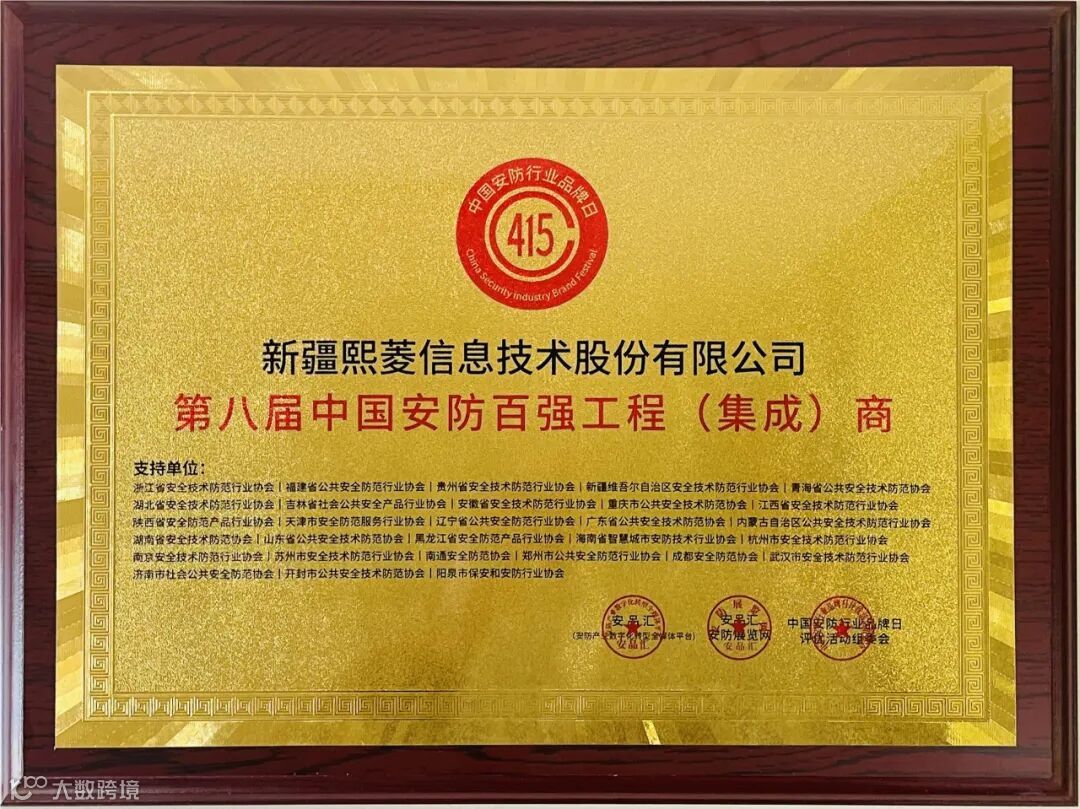 中国安防行业品牌日
415
China Security Industry Brand Festival
新疆熙菱信息技术股份有限公司
第八届中国安防百强工程（集成）商
支持单位：
浙江省安全技术防范行业协会｜福建省公共安全防范行业协会｜贵州省安全技术防范行业协会｜新疆维吾尔自治区安全技术防范行业协会｜青海省公共安全技术防范协会
湖北省安全技术防范行业协会｜吉林省社会公共安全产品行业协会｜安徽省安全技术防范行业协会｜重庆市公共安全技术防范协会｜江西省安全技术防范行业协会
陕西省安全防范产品行业协会｜天津市安全防范服务行业协会｜辽宁省公共安全防范行业协会｜广东省公共安全技术防范协会｜内蒙古自治区公共安全技术防范行业协会
湖南省安全技术防范协会｜山东省公共安全技术防范协会｜黑龙江省安全防范产品行业协会｜海南省智慧城市安防技术行业协会｜杭州市安全技术防范行业协会
南京安全技术防范行业协会｜苏州市安全技术防范行业协会｜南通安全防范协会｜郑州市公共安全防范行业协会｜成都安全防范协会｜武汉市安全技术防范行业协会
济南市社会公共安全防范协会｜开封市公共安全技术防范协会｜阳泉市保安和安防行业协会
安品汇
（安防产业数字化转型全媒体平台）
安品汇
安品汇
安防展览网
安品汇
中国安防行业品牌日
评优活动组委会
大数跨境